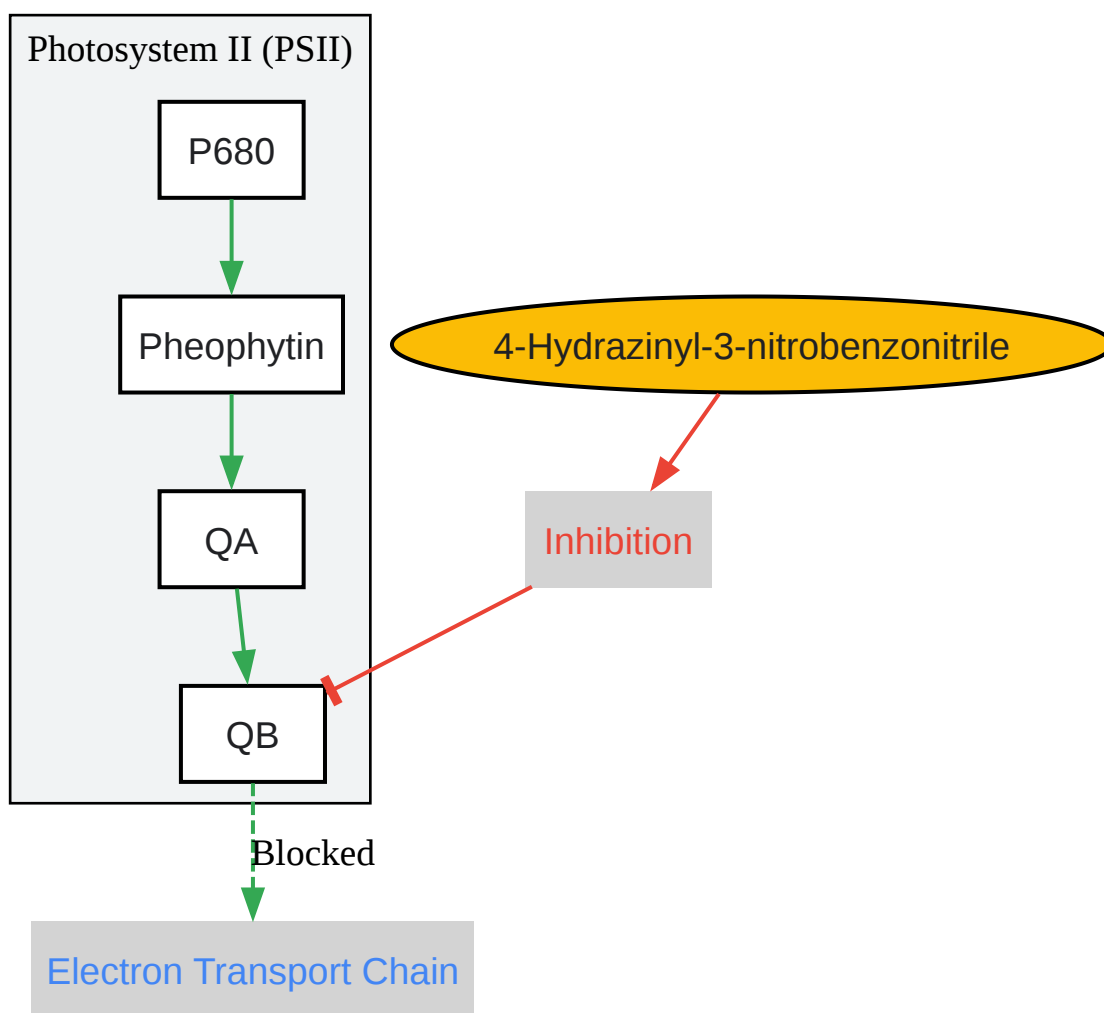 Photosystem II (PSII)
P680
Pheophytin
4-Hydrazinyl-3-nitrobenzonitrile
QA
Inhibition
QB
Blocked
Electron Transport Chain